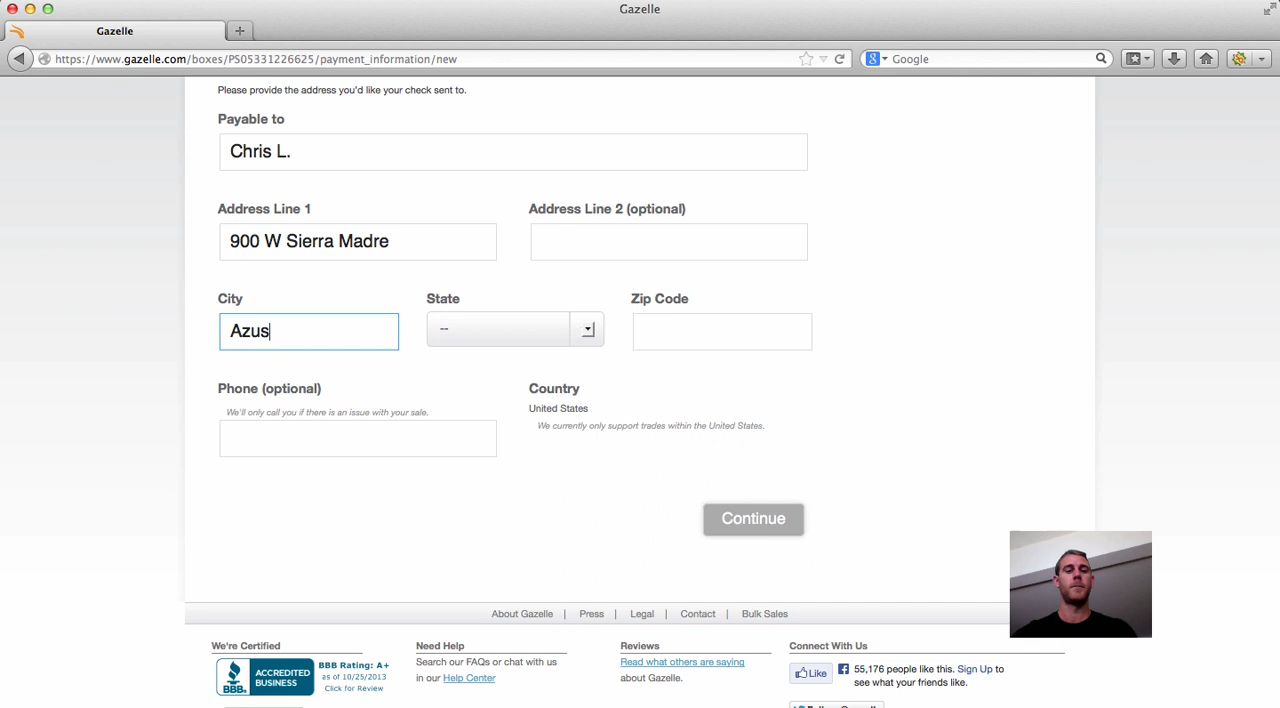 Gazelle
Gazelle
https://www.gazelle.com/boxes/PS05331226625/payment_information/new
Google
Please provide the address you'd like your check sent to.
Payable to
Chris L.
Address Line 1
Address Line 2 (optional)
900 W Sierra Madre
City
State
Zip Code
Azus
--
Phone (optional)
Country
We'll only call you if there is an issue with your sale.
United States
We currently only support trades within the United States.
Continue
About Gazelle | Press | Legal | Contact | Bulk Sales
We're Certified
Need Help
Reviews
Connect With Us
BBB.
ACCREDITED
BUSINESS
BBB Rating: A+
as of 10/25/2013
Click for Review
Search our FAQs or chat with us
in our Help Center
Read what others are saying
about Gazelle.
Like
55,176 people like this. Sign Up to
see what your friends like.